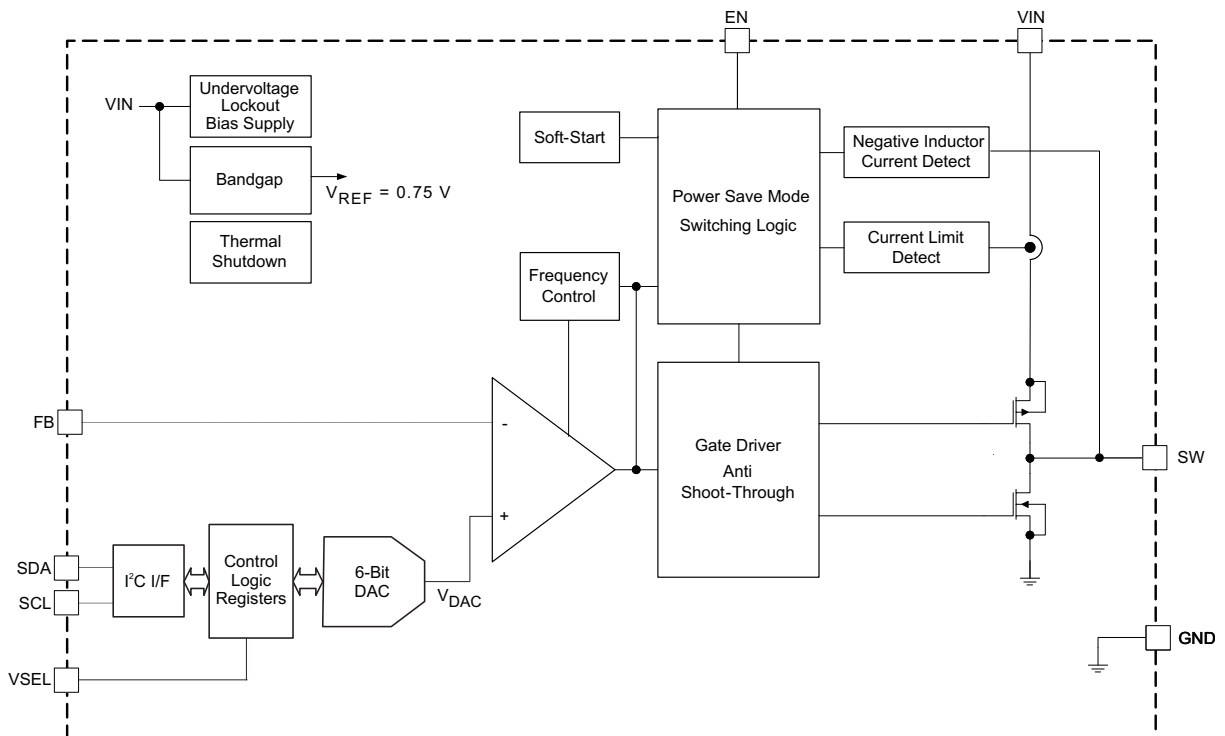 EN
VIN
Undervoltage
Lockout
Bias Supply
VIN
Bandgap
VREF = 0.75 V
Thermal
Shutdown
Soft-Start
Power Save Mode
Switching Logic
Negative Inductor
Current Detect
Current Limit
Detect
Frequency
Control
FB
-
+
Gate Driver
Anti
Shoot-Through
SW
SDA
SCL
I²C I/F
Control
Logic
Registers
6-Bit
DAC
VDAC
VSEL
GND